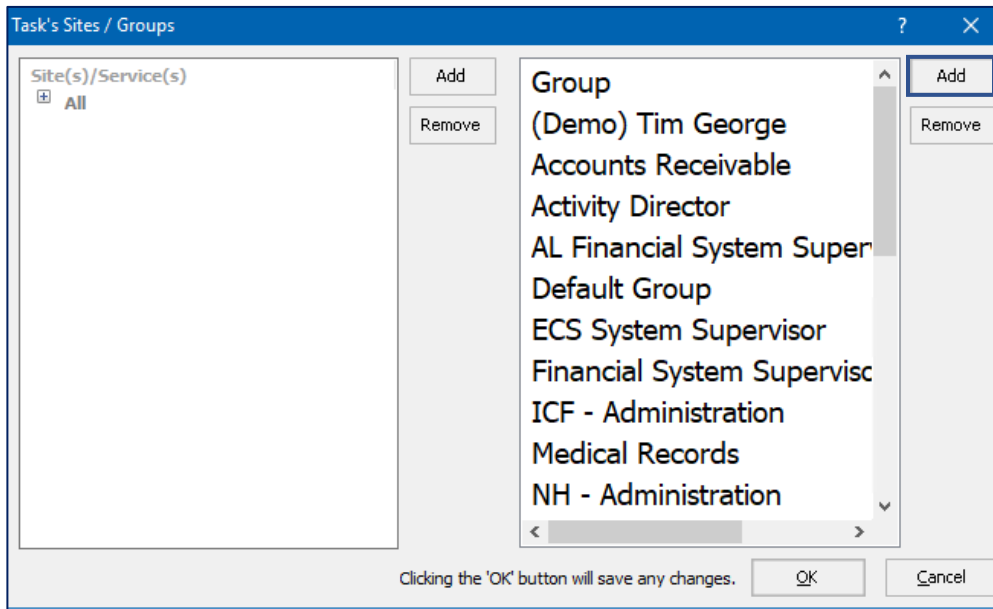 Task's Sites / Groups
?
Site(s)/Service(s)
All
Add
Remove
Group
(Demo) Tim George
Accounts Receivable
Activity Director
AL Financial System Super
Default Group
ECS System Supervisor
Financial System Supervisc
ICF - Administration
Medical Records
NH - Administration
Add
Remove
Clicking the 'OK' button will save any changes.
OK
Cancel